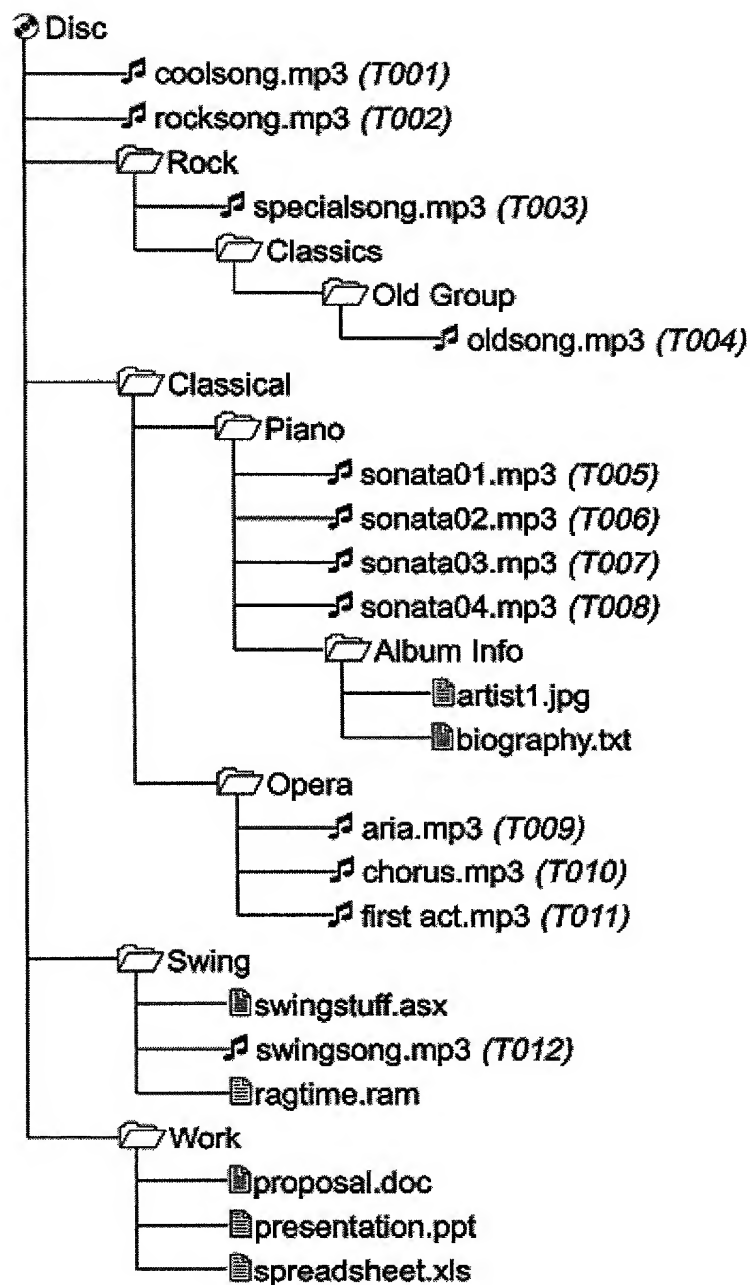 Disc
coolsong.mp3 (T001)
rocksong.mp3 (T002)
Rock
specialsong.mp3 (T003)
Classics
Old Group
oldsong.mp3 (T004)
Classical
Piano
sonata01.mp3 (T005)
sonata02.mp3 (T006)
sonata03.mp3 (T007)
sonata04.mp3 (T008)
Album Info
artist1.jpg
biography.txt
Opera
aria.mp3 (T009)
chorus.mp3 (T010)
first act.mp3 (T011)
Swing
swingstuff.asx
swingsong.mp3 (T012)
ragtime.ram
Work
proposal.doc
presentation.ppt
spreadsheet.xls